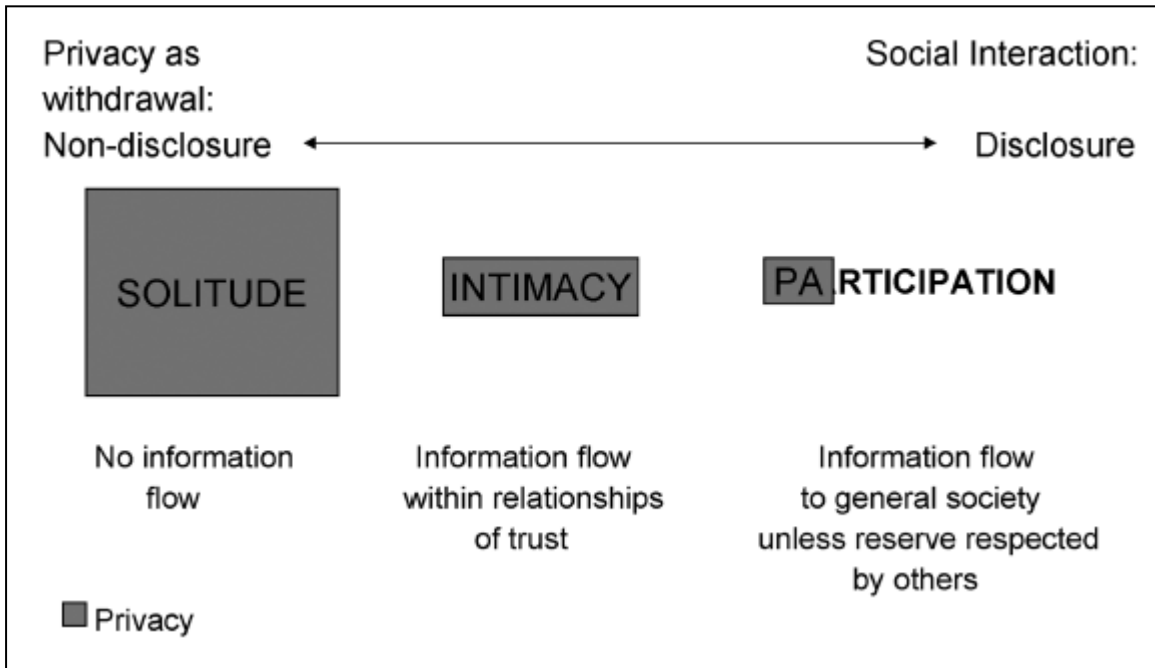 Privacy as
withdrawal:
Non-disclosure
Social Interaction:
Disclosure
SOLITUDE
INTIMACY
PARTICIPATION
No information
flow
Information flow
within relationships
of trust
Information flow
to general society
unless reserve respected
by others
Privacy